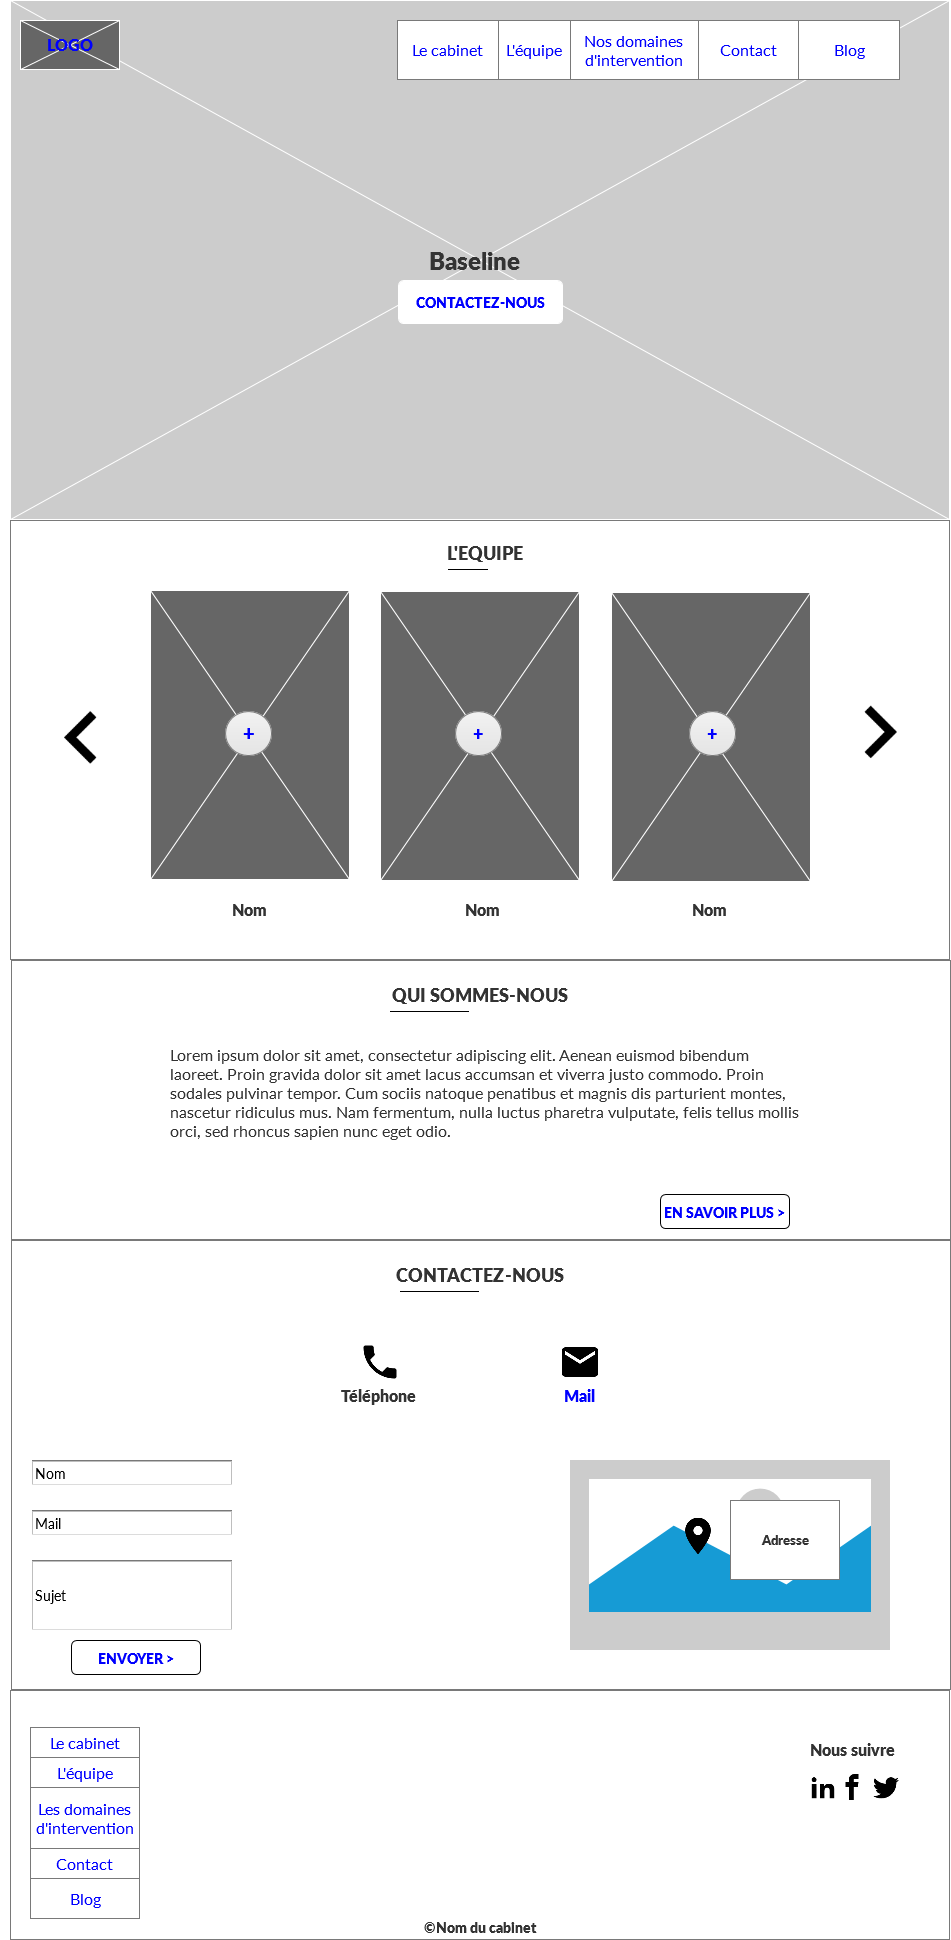 LOGO
Le cabinet
L'équipe
Nos domaines
d'intervention
Contact
Blog
Baseline
CONTACTEZ-NOUS
L'EQUIPE
+
+
+
Nom
Nom
Nom
QUI SOMMES-NOUS
Lorem ipsum dolor sit amet, consectetur adipiscing elit. Aenean euismod bibendum
laoreet. Proin gravida dolor sit amet lacus accumsan et viverra justo commodo. Proin
sodales pulvinar tempor. Cum sociis natoque penatibus et magnis dis parturient montes,
nascetur ridiculus mus. Nam fermentum, nulla luctus pharetra vulputate, felis tellus mollis
orci, sed rhoncus sapien nunc eget odio.
EN SAVOIR PLUS >
CONTACTEZ-NOUS
Téléphone
Mail
Nom
Mail
Sujet
ENVOYER >
Adresse
Le cabinet
L'équipe
Les domaines
d'intervention
Contact
Blog
Nous suivre
©Nom du cabinet